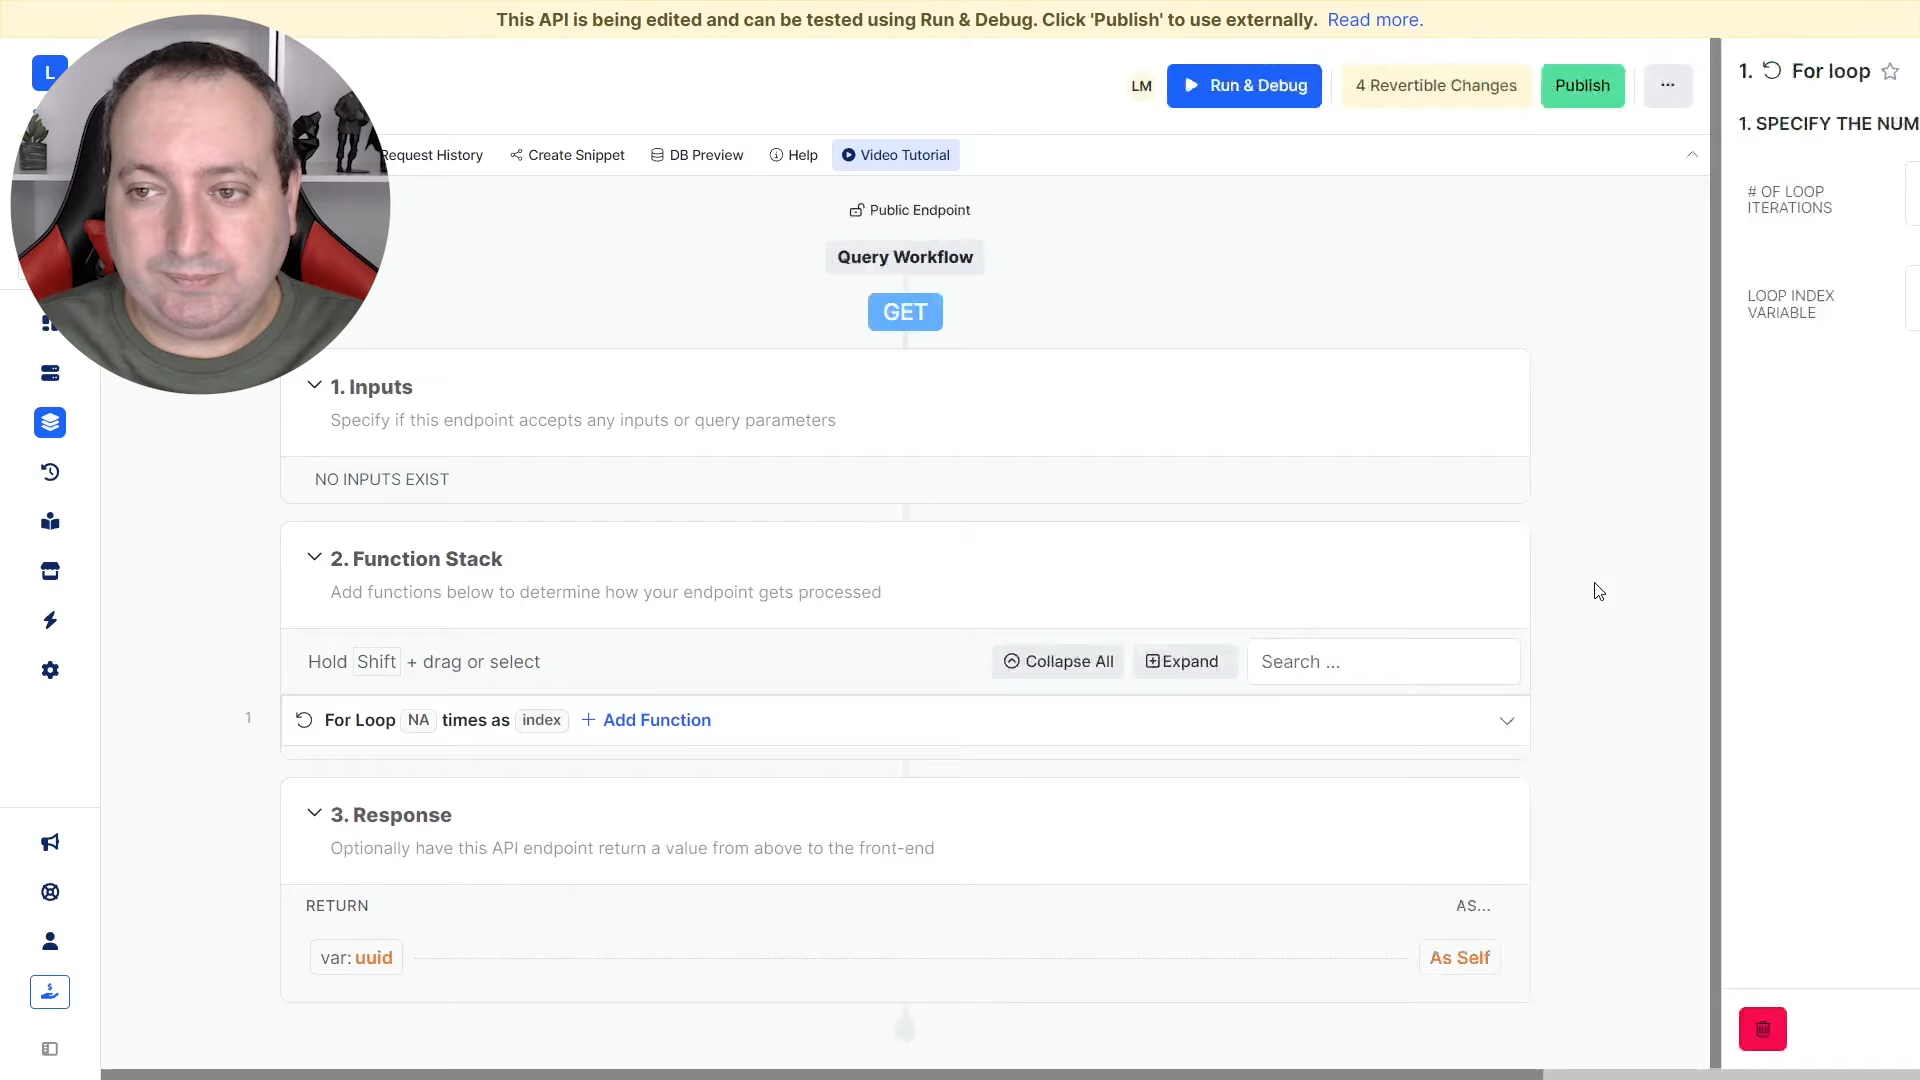 This API is being edited and can be tested using Run & Debug. Click 'Publish' to use externally. Read more.
L
LM
Run & Debug
4 Revertible Changes
Publish
...
Request History
Create Snippet
DB Preview
Help
Video Tutorial
Public Endpoint
Query Workflow
GET
1. Inputs
Specify if this endpoint accepts any inputs or query parameters
NO INPUTS EXIST
2. Function Stack
Add functions below to determine how your endpoint gets processed
Hold Shift + drag or select
Collapse All
Expand
Search ...
1
For Loop NA times as index + Add Function
3. Response
Optionally have this API endpoint return a value from above to the front-end
RETURN
AS...
var: uuid
As Self
1. For loop
1. SPECIFY THE NUM
# OF LOOP
ITERATIONS
LOOP INDEX
VARIABLE